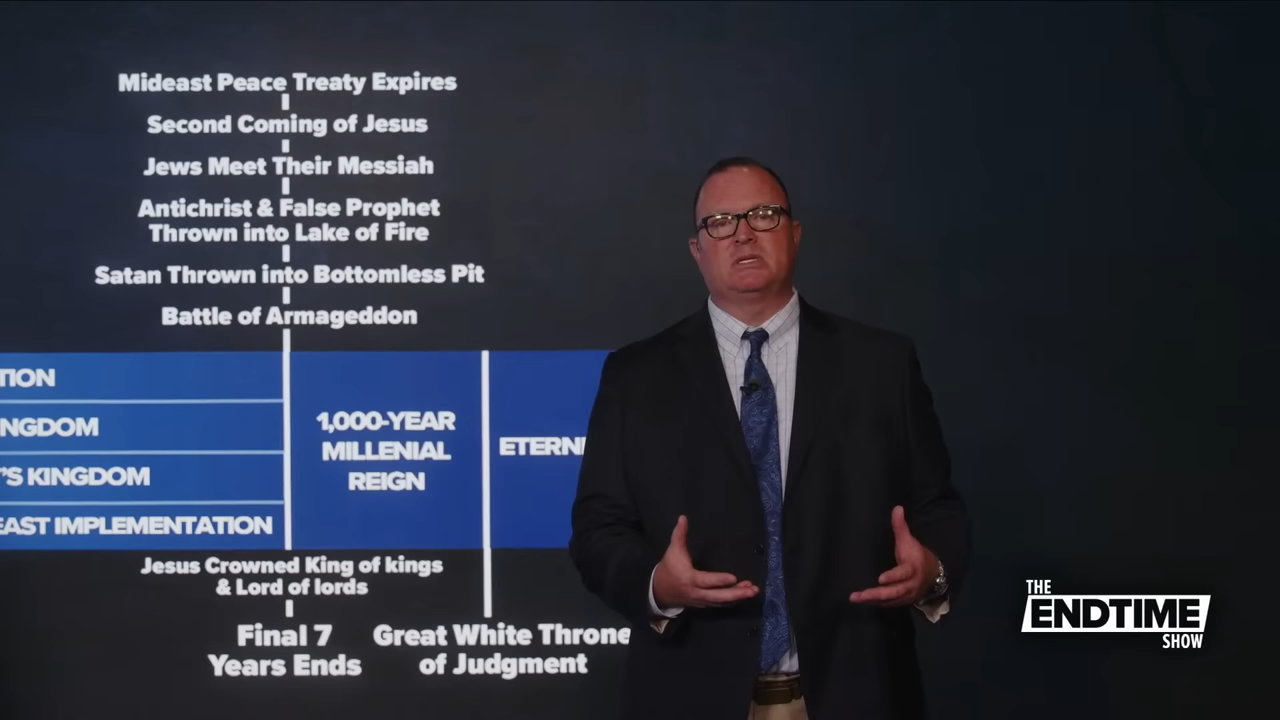 Mideast Peace Treaty Expires
Second Coming of Jesus
Jews Meet Their Messiah
Antichrist & False Prophet
Thrown into Lake of Fire
Satan Thrown into Bottomless Pit
Battle of Armageddon
TION
NGDOM
'S KINGDOM
EAST IMPLEMENTATION
1,000-YEAR
MILLENIAL
REIGN
ETERNI
Jesus Crowned King of kings
& Lord of lords
Final 7
Years Ends
Great White Throne
of Judgment
THE
ENDTIME
SHOW